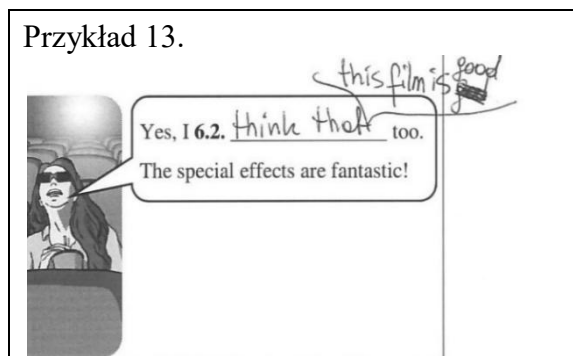 Przykład 13.
this film is good
Yes, I 6.2. think that too.
The special effects are fantastic!